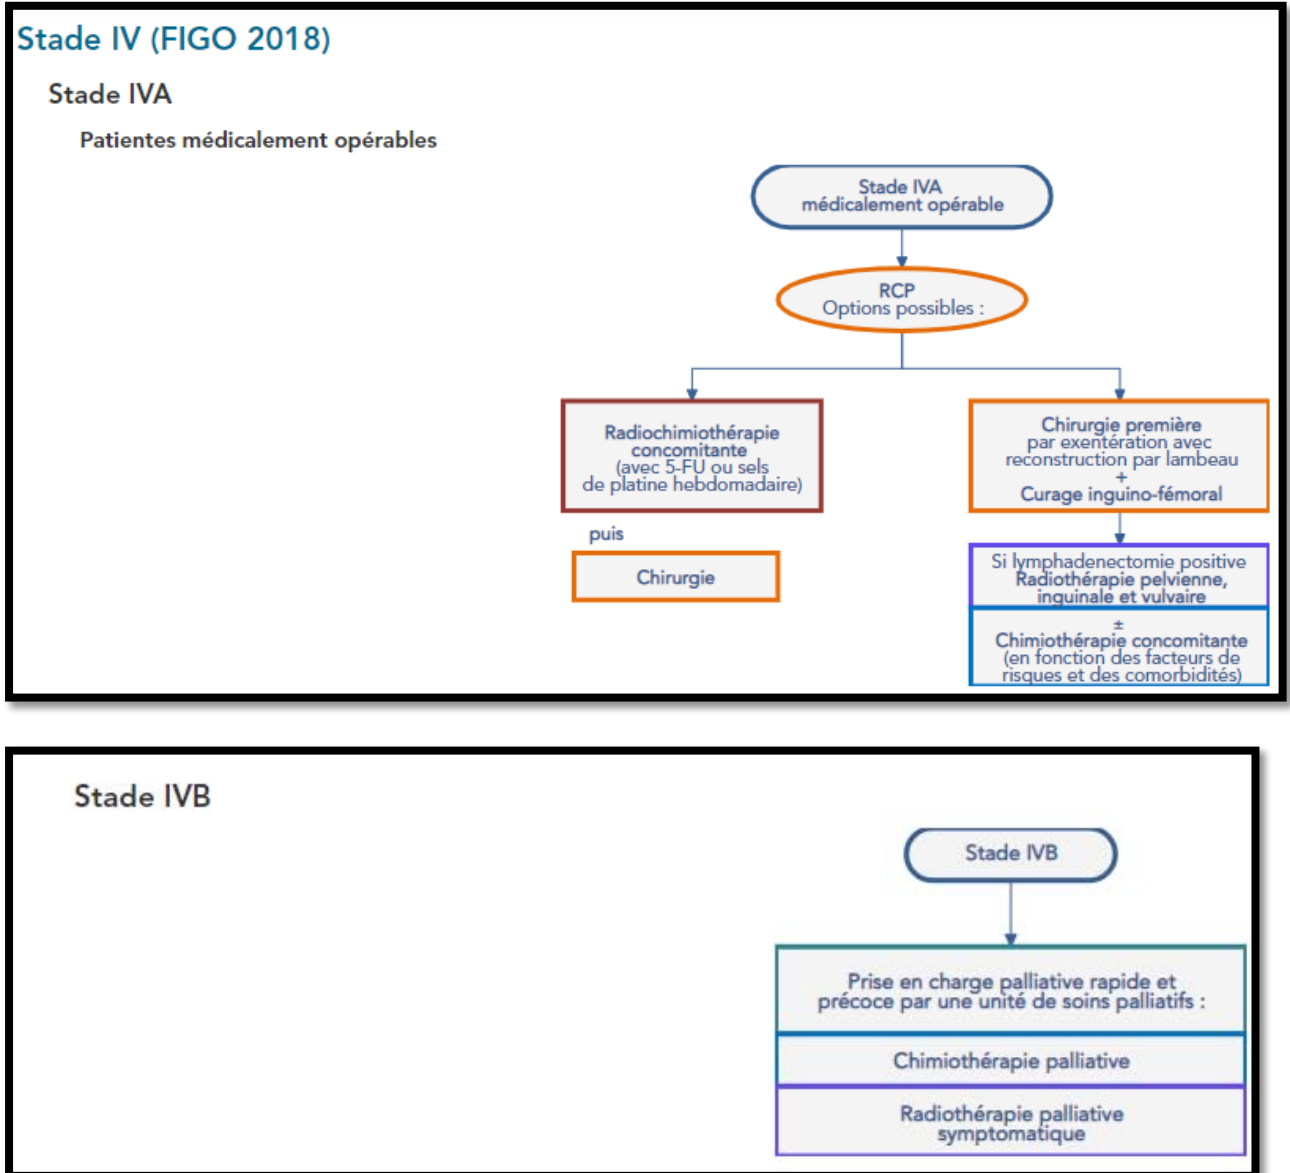 Stade IV (FIGO 2018)
Stade IVA
Patientes médicalement opérables
Stade IVA
médicalement opérable
RCP
Options possibles :
Radiochimiothérapie
concomitante
(avec 5-FU ou sels
de platine hebdomadaire)
puis
Chirurgie
Chirurgie première
par exentération avec
reconstruction par lambeau
+
Curage inguino-fémoral
Si lymphadenectomie positive
Radiothérapie pelvienne,
inguinale et vulvaire
±
Chimiothérapie concomitante
(en fonction des facteurs de
risques et des comorbidités)
Stade IVB
Stade IVB
Prise en charge palliative rapide et
précoce par une unité de soins palliatifs :
Chimiothérapie palliative
Radiothérapie palliative
symptomatique